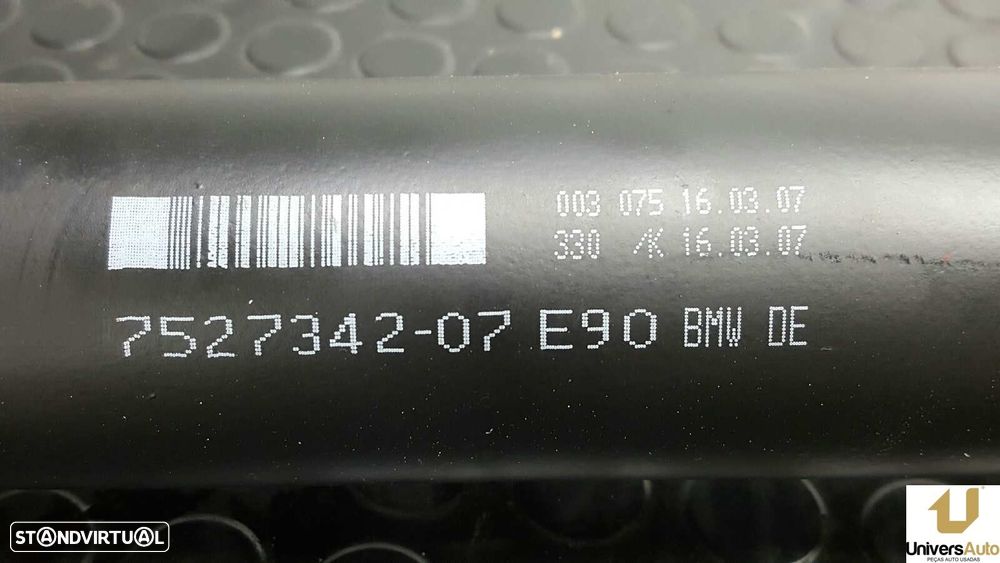 003 075 16.03.07
330 /K 16.03.07
7527342-07 E90 BMW DE
STANDVIRTUAL
UniversAuto
PEÇAS AUTO USADAS